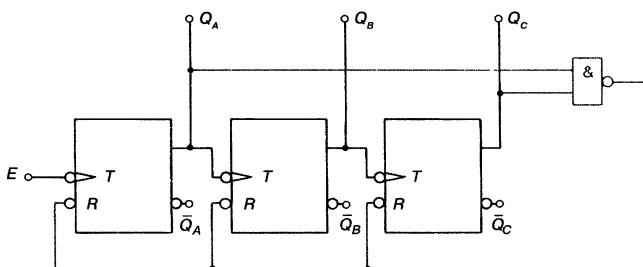 Q_A Q_B Q_C
&
E T T T
R R R
Q̄_A Q̄_B Q̄_C